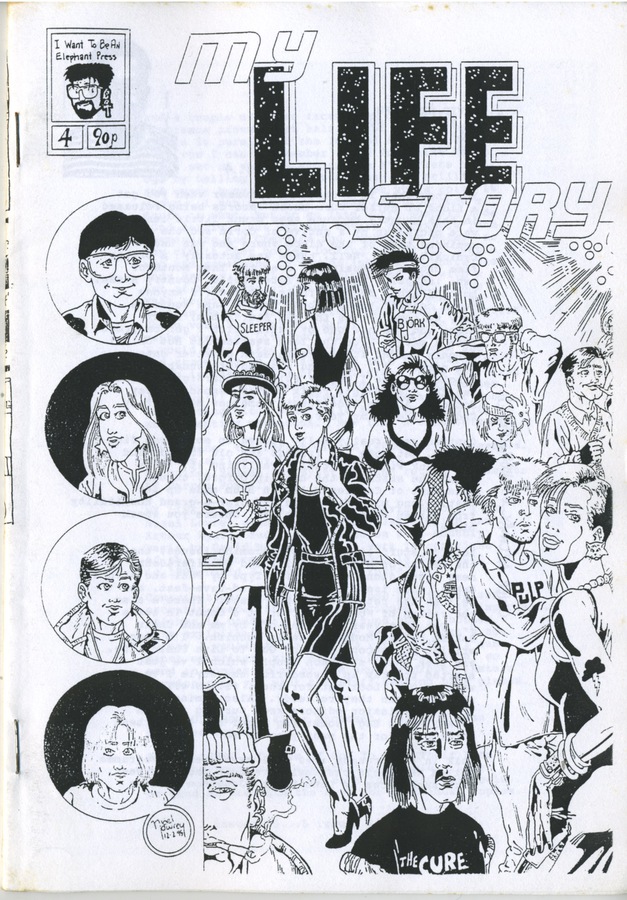 I Want To Be An
Elephant Press
4 90p
MY
LIFE
STORY
SLEEPER
BJÖRK
PULP
THE CURE